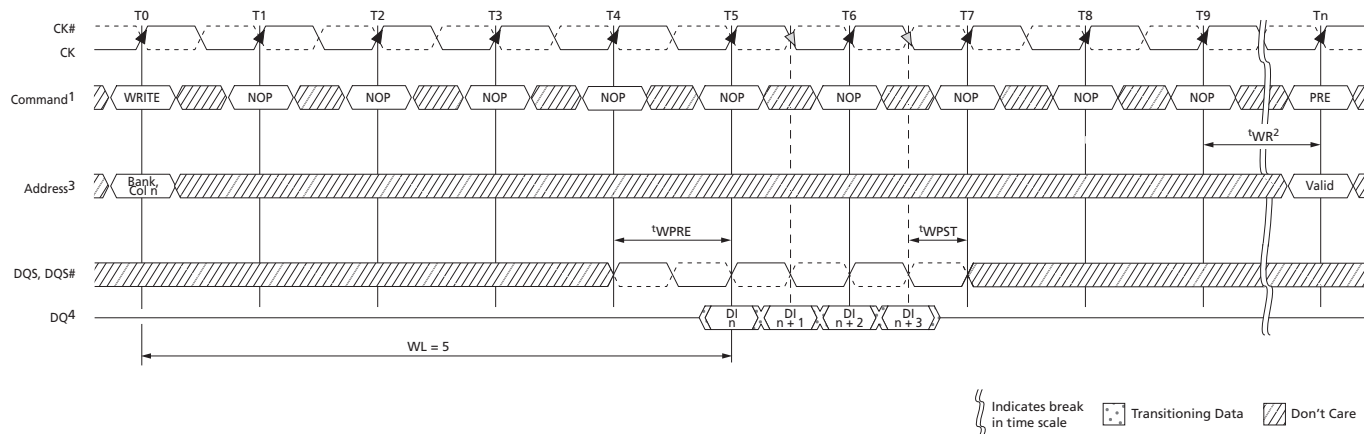 T0 T1 T2 T3 T4 T5 T6 T7 T8 T9 Tn
CK#
CK
Command1 WRITE NOP NOP NOP NOP NOP NOP NOP NOP NOP PRE
tWR2
Address3 Bank, Col n Valid
tWPRE tWPST
DQS, DQS#
DQ4 DI n DI n + 1 DI n + 2 DI n + 3
WL = 5
Indicates break in time scale
Transitioning Data
Don't Care